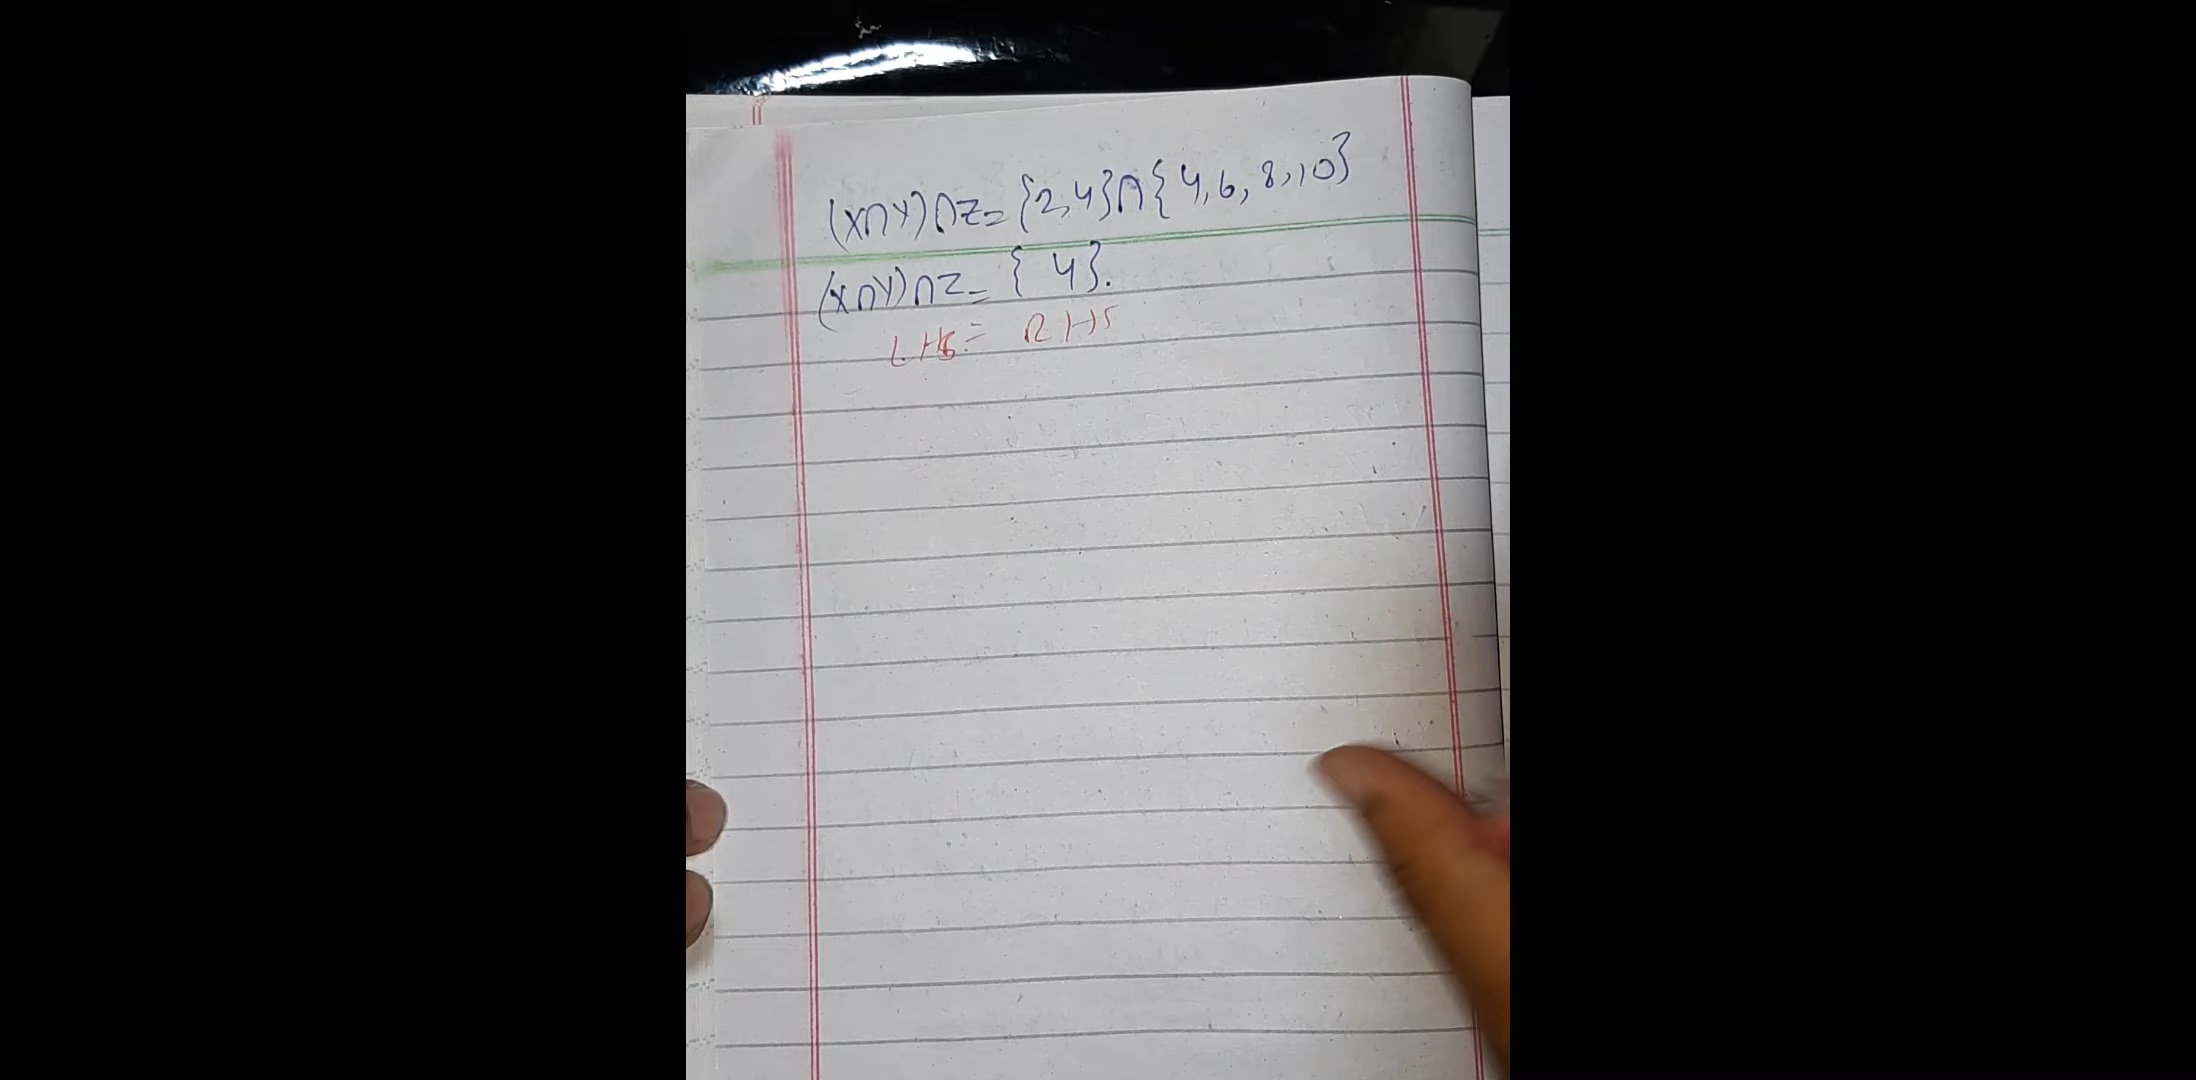 (X∩Y)∩Z= {2,4}∩{4,6,8,10}
(X∩Y)∩Z= {4}.
LHS= RHS